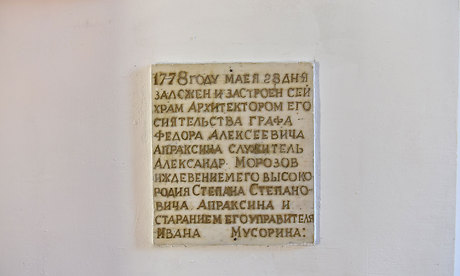 1778 ГОДУ МАЕЯ 28 ДНЯ
ЗАЛОЖЕН И ЗАСТРОЕН СЕЙ
ХРАМ АРХИТЕКТОРОМ ЕГО
СИЯТЕЛЬСТВА ГРАФА
ФЕДОРА АЛЕКСЕЕВИЧА
АПРАКСИНА СЛУЖИТЕЛЬ
АЛЕКСАНДР МОРОЗОВ
ИЖДЕВЕНИЕМ ЕГО ВЫСОКО
РОДИЯ СТЕПАНА СТЕПАНО-
ВИЧА АПРАКСИНА И
СТАРАНИЕМ ЕГО УПРАВИТЕЛЯ
ИВАНА МУСОРИНА: